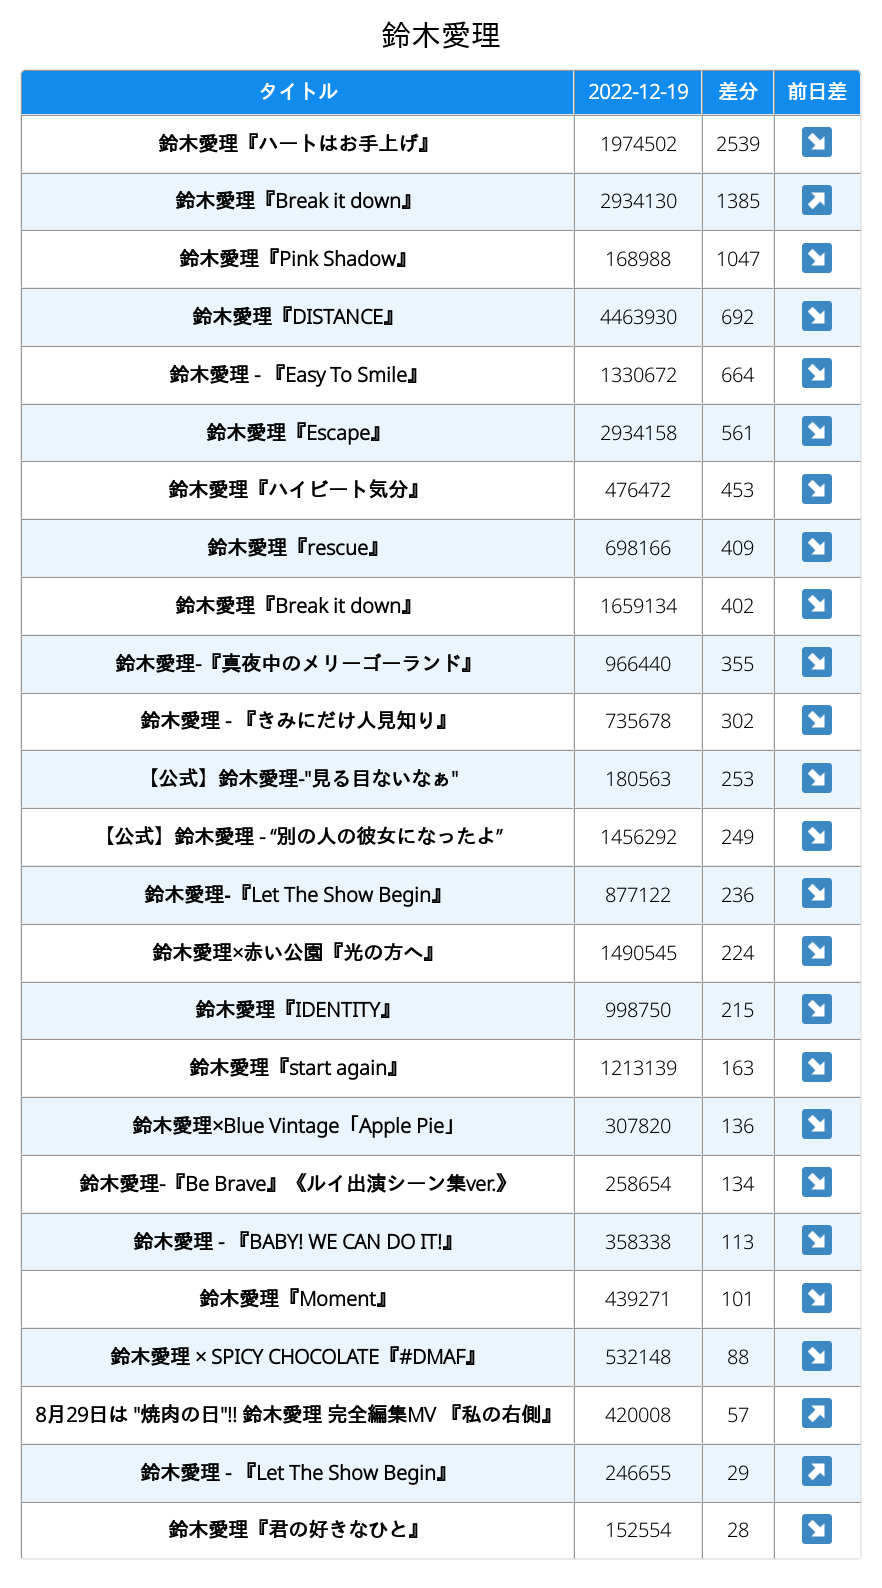 鈴木愛理
タイトル 2022-12-19 差分 前日差
鈴木愛理『ハートはお手上げ』 1974502 2539 ↘
鈴木愛理『Break it down』 2934130 1385 ↗
鈴木愛理『Pink Shadow』 168988 1047 ↘
鈴木愛理『DISTANCE』 4463930 692 ↘
鈴木愛理 - 『Easy To Smile』 1330672 664 ↘
鈴木愛理『Escape』 2934158 561 ↘
鈴木愛理『ハイビート気分』 476472 453 ↘
鈴木愛理『rescue』 698166 409 ↘
鈴木愛理『Break it down』 1659134 402 ↘
鈴木愛理-『真夜中のメリーゴーランド』 966440 355 ↘
鈴木愛理 - 『きみにだけ人見知り』 735678 302 ↘
【公式】鈴木愛理-"見る目ないなぁ" 180563 253 ↘
【公式】鈴木愛理 - “別の人の彼女になったよ” 1456292 249 ↘
鈴木愛理-『Let The Show Begin』 877122 236 ↘
鈴木愛理×赤い公園『光の方へ』 1490545 224 ↘
鈴木愛理『IDENTITY』 998750 215 ↘
鈴木愛理『start again』 1213139 163 ↘
鈴木愛理×Blue Vintage「Apple Pie」 307820 136 ↘
鈴木愛理-『Be Brave』《ルイ出演シーン集ver.》 258654 134 ↘
鈴木愛理 - 『BABY! WE CAN DO IT!』 358338 113 ↘
鈴木愛理『Moment』 439271 101 ↘
鈴木愛理 × SPICY CHOCOLATE『#DMAF』 532148 88 ↘
8月29日は "焼肉の日"!! 鈴木愛理 完全編集MV 『私の右側』 420008 57 ↗
鈴木愛理 - 『Let The Show Begin』 246655 29 ↗
鈴木愛理『君の好きなひと』 152554 28 ↘